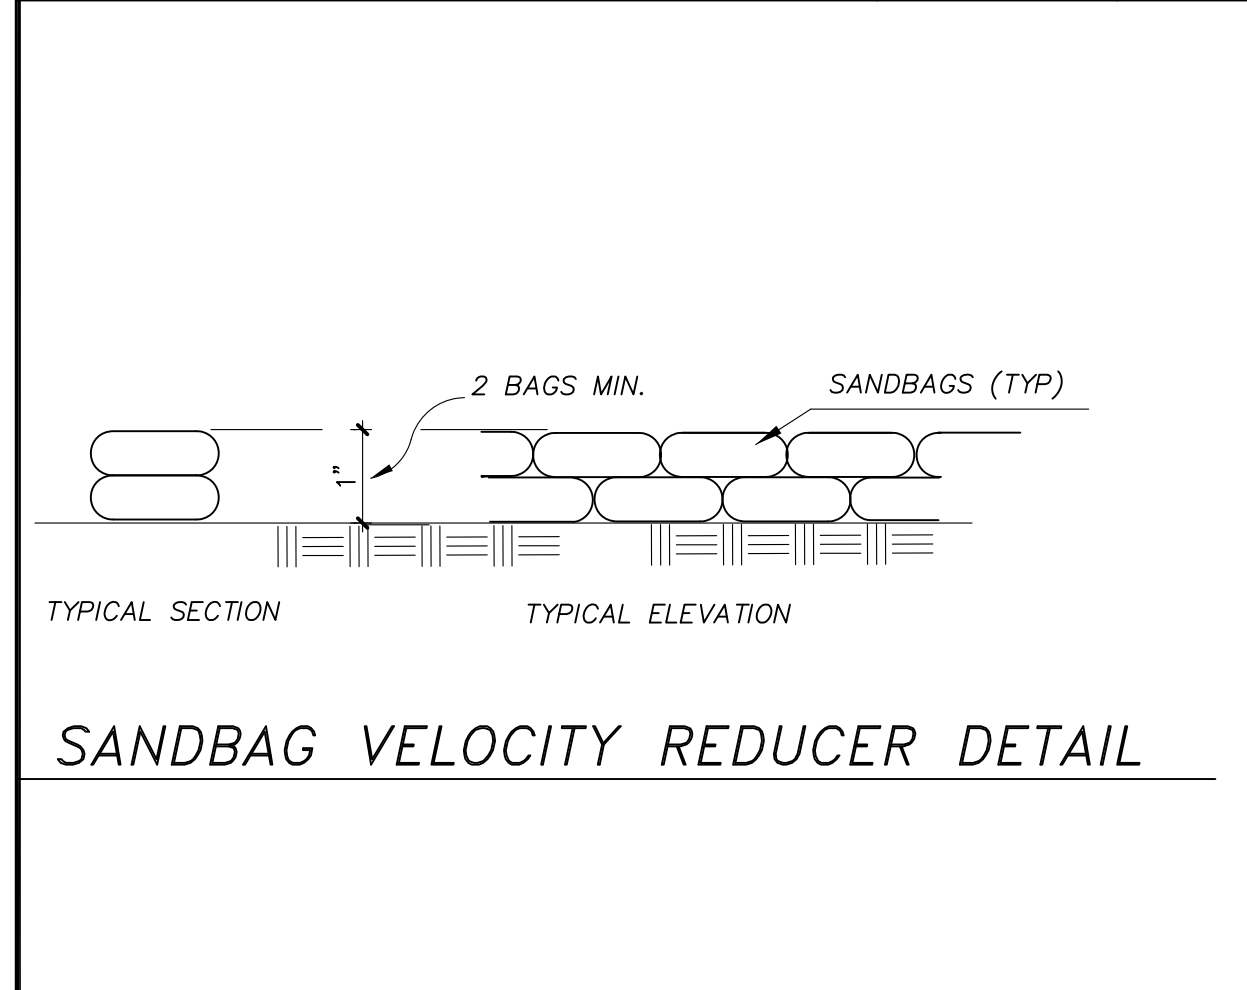 2 BAGS MIN.
SANDBAGS (TYP)
1"
TYPICAL SECTION
TYPICAL ELEVATION
SANDBAG VELOCITY REDUCER DETAIL